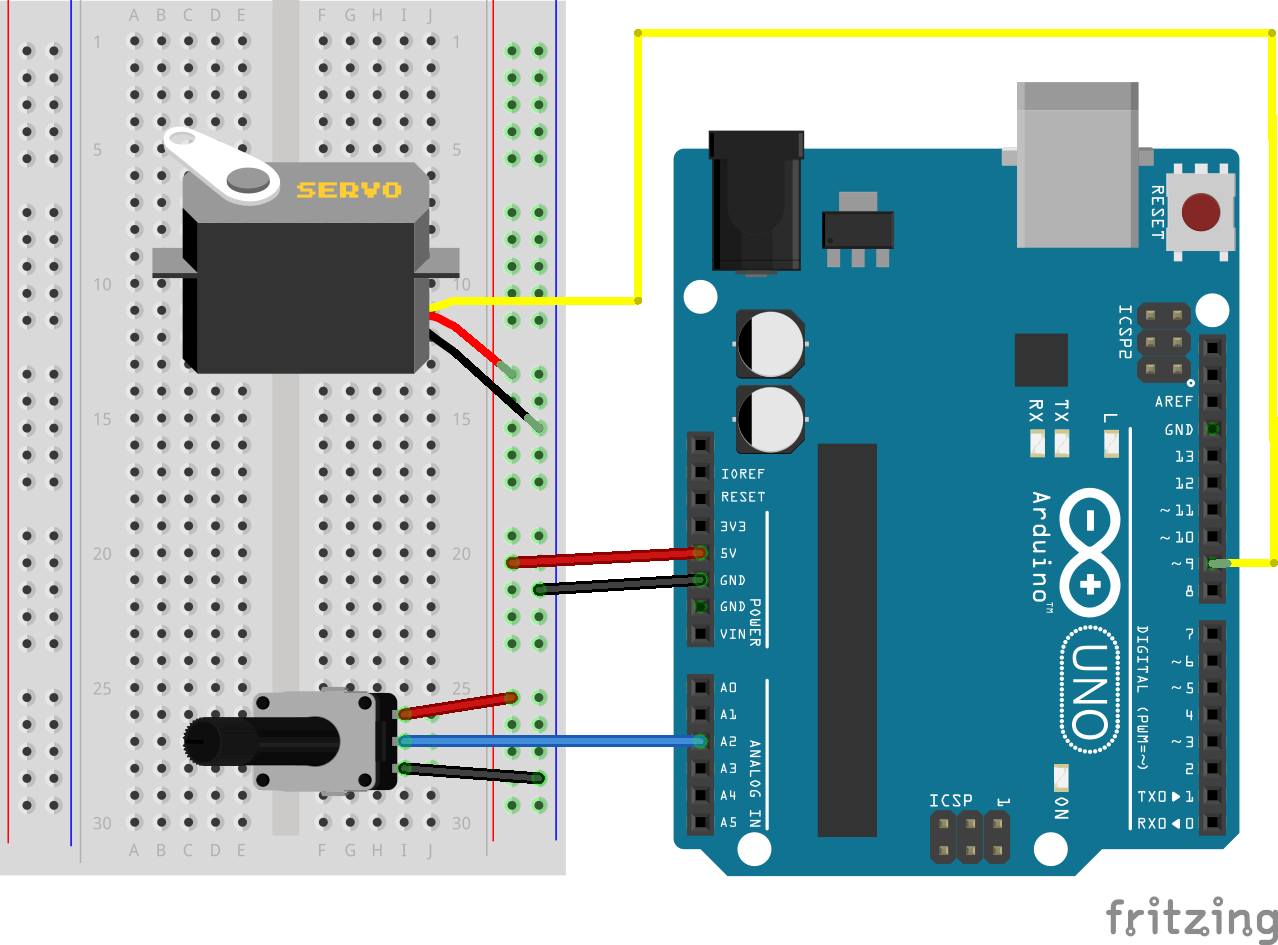 A B C D E F G H I J
1 1
5 5
10 10
15 15
20 20
25 25
30 30
A B C D E F G H I J
SERVO
RESET
ICSP2
AREF
GND
13
12
~11
~10
~9
8
7
~6
~5
4
~3
2
TX0▶1
RX0◀0
RX TX L
IOREF
RESET
3V3
5V
GND
GND
VIN
POWER
A0
A1
A2
A3
A4
A5
ANALOG IN
Arduino™
UNO
DIGITAL (PWM=~)
ON
ICSP 1
fritzing